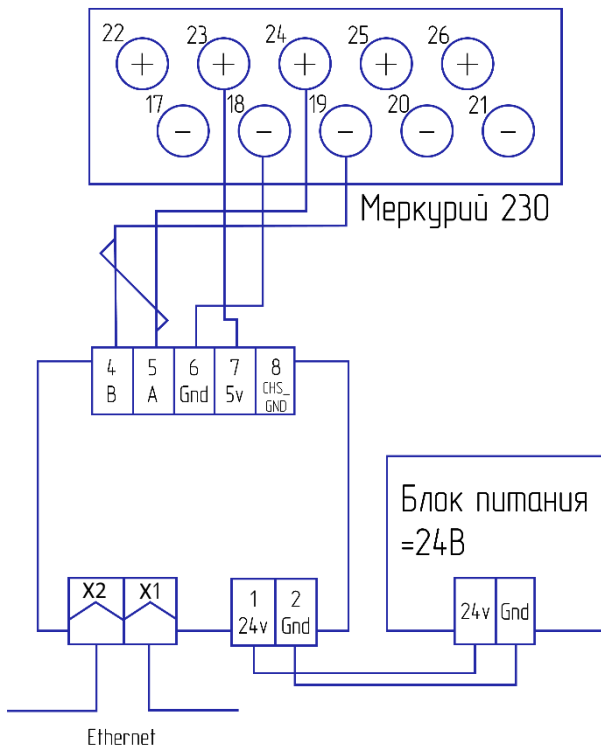 22 23 24 25 26
+ + + + +
17 18 19 20 21
- - - - -
Меркурий 230
4 5 6 7 8
B A Gnd 5v CHS_
GND
Блок питания
=24В
X2 X1
1 2
24v Gnd
24v Gnd
Ethernet